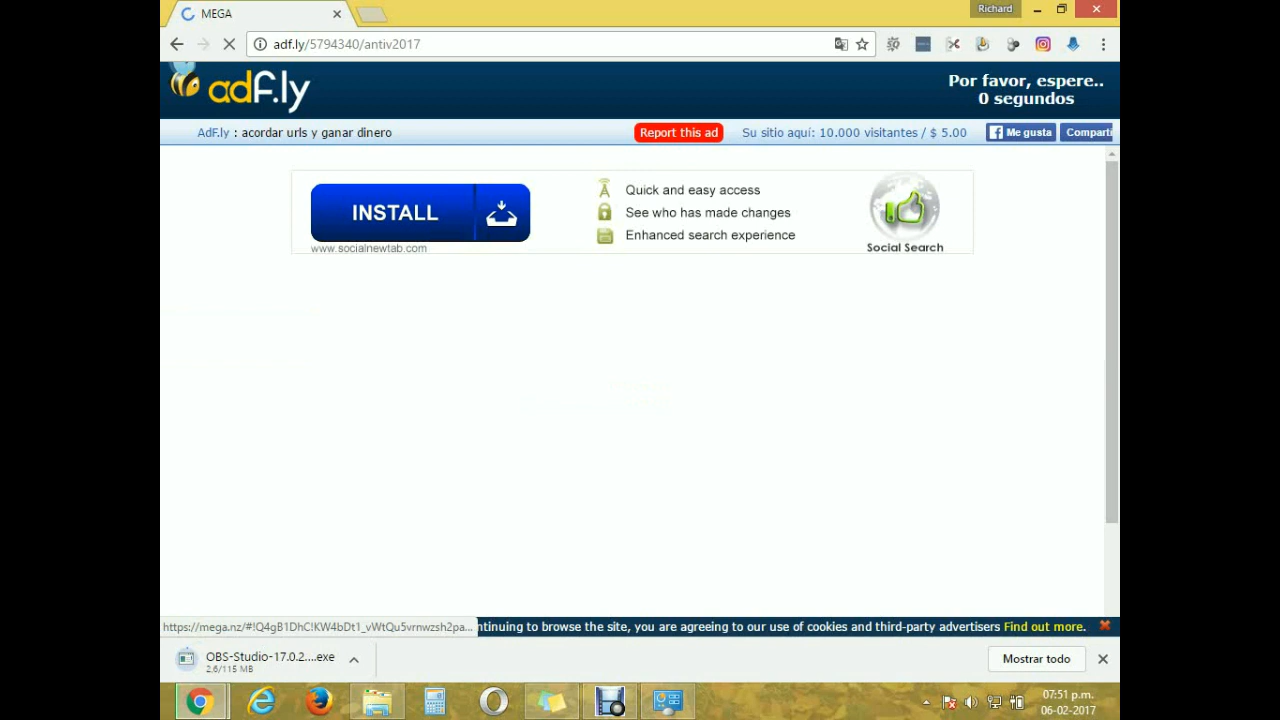 MEGA
Richard
adf.ly/5794340/antiv2017
adf.ly
Por favor, espere..
0 segundos
AdF.ly : acordar urls y ganar dinero
Report this ad
Su sitio aquí: 10.000 visitantes / $ 5.00
Me gusta
Comparti
INSTALL
www.socialnewtab.com
Quick and easy access
See who has made changes
Enhanced search experience
Social Search
https://mega.nz/#!Q4gB1DhC!KW4bDt1_vWtQu5vrnwzsh2pa...
ntinuing to browse the site, you are agreeing to our use of cookies and third-party advertisers Find out more.
OBS-Studio-17.0.2....exe
2.6/115 MB
Mostrar todo
07:51 p.m.
06-02-2017